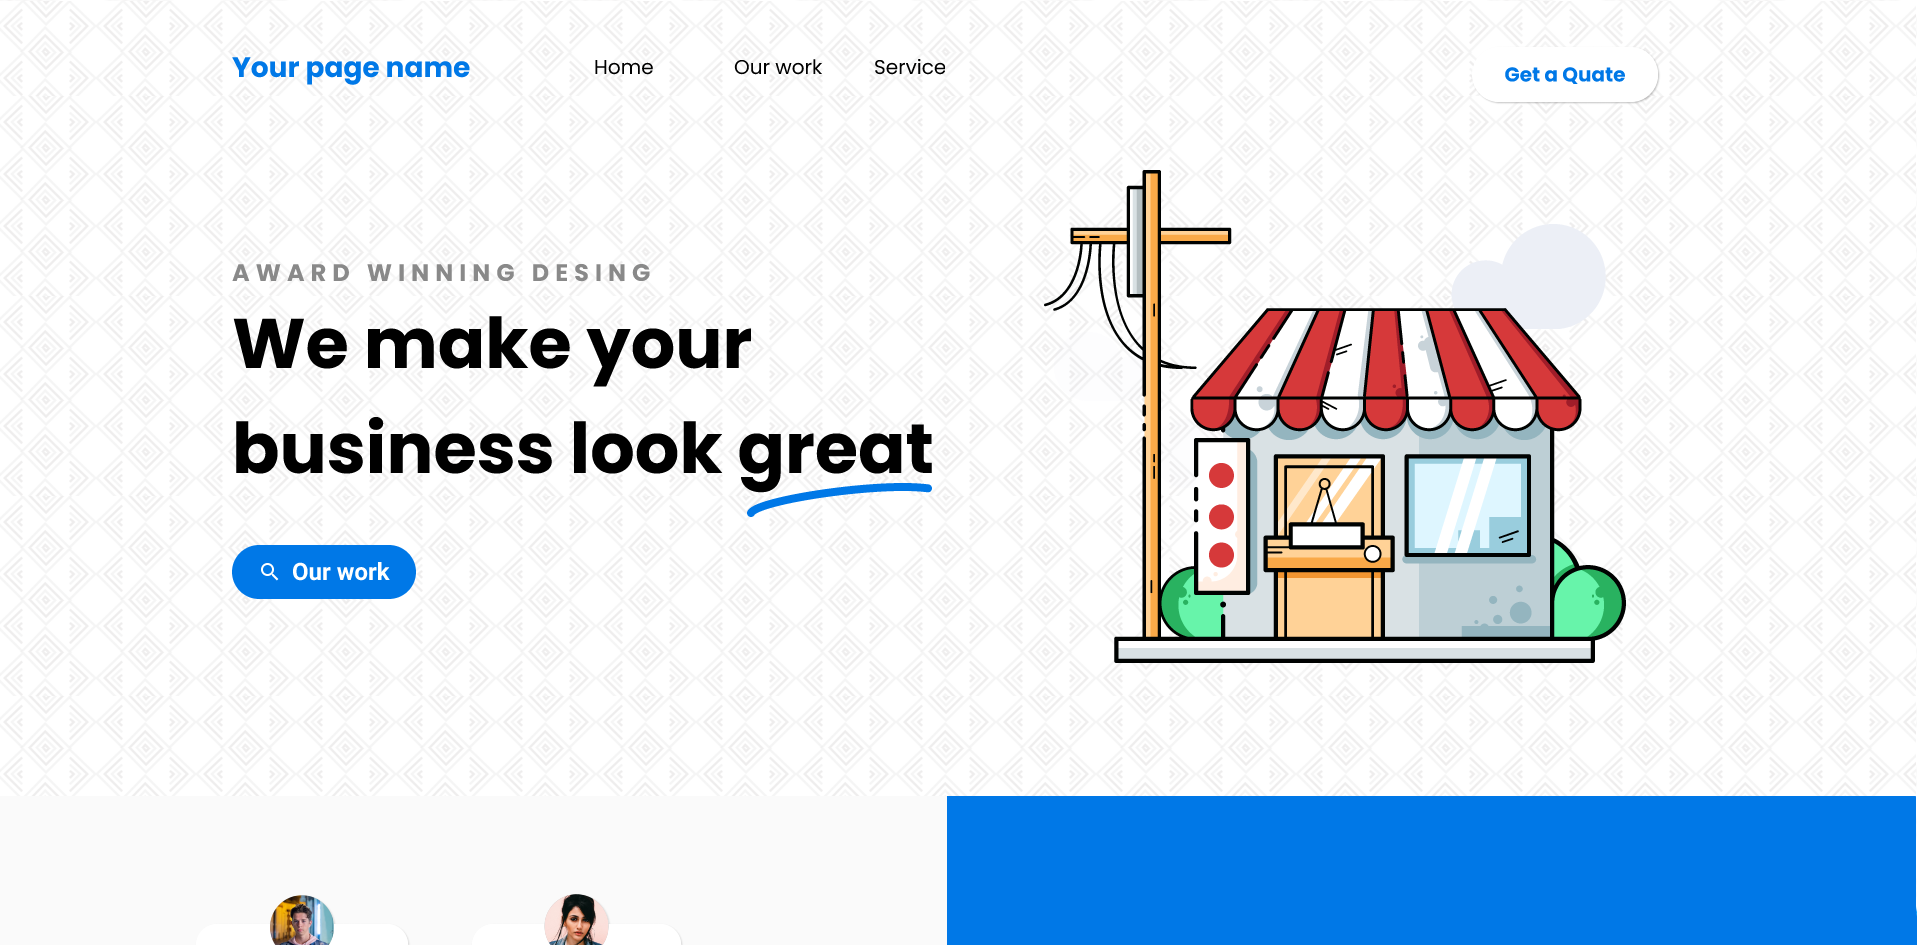 Your page name
Home
Our work
Service
Get a Quate
AWARD WINNING DESING
We make your
business look great
Our work